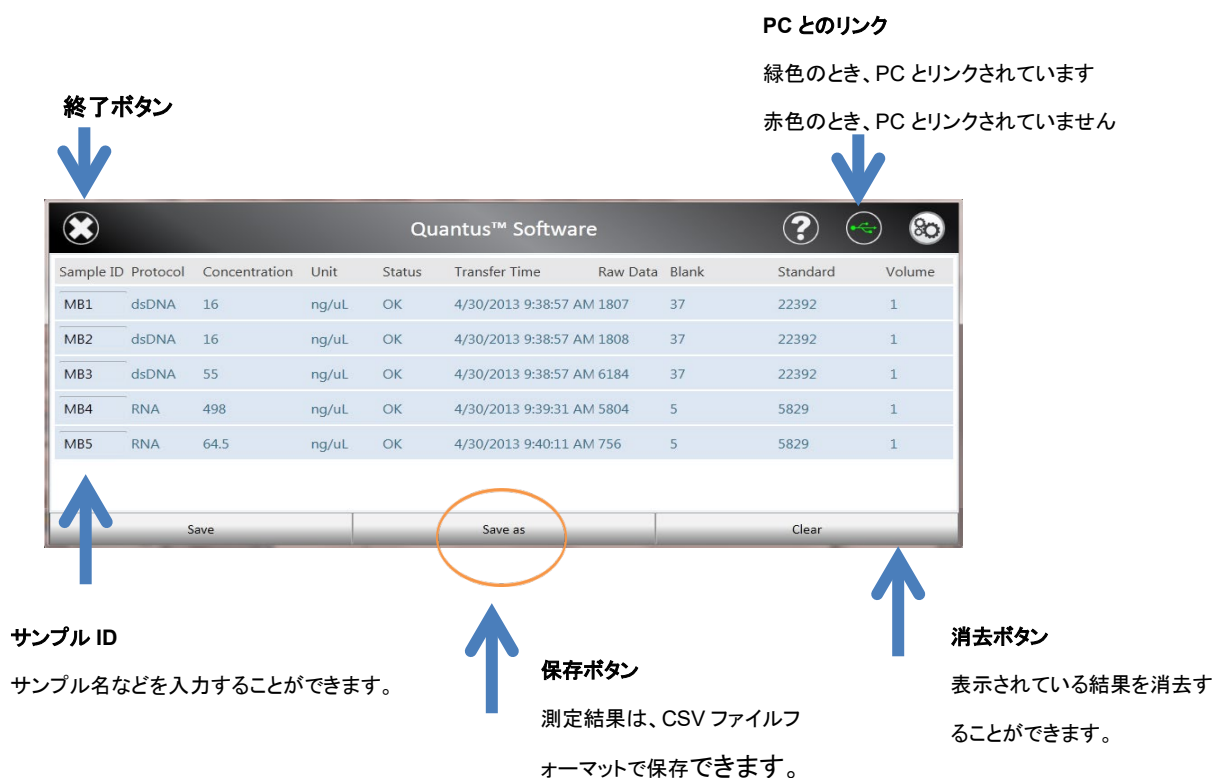 PC とのリンク
緑色のとき、PC とリンクされています
赤色のとき、PC とリンクされていません
終了ボタン
Quantus™ Software
Sample ID Protocol Concentration Unit Status Transfer Time Raw Data Blank Standard Volume
MB1 dsDNA 16 ng/uL OK 4/30/2013 9:38:57 AM 1807 37 22392 1
MB2 dsDNA 16 ng/uL OK 4/30/2013 9:38:57 AM 1808 37 22392 1
MB3 dsDNA 55 ng/uL OK 4/30/2013 9:38:57 AM 6184 37 22392 1
MB4 RNA 498 ng/uL OK 4/30/2013 9:39:31 AM 5804 5 5829 1
MB5 RNA 64.5 ng/uL OK 4/30/2013 9:40:11 AM 756 5 5829 1
Save Save as Clear
サンプル ID
サンプル名などを入力することができます。
保存ボタン
測定結果は、CSV ファイルフ
ォーマットで保存できます。
消去ボタン
表示されている結果を消去す
ることができます。